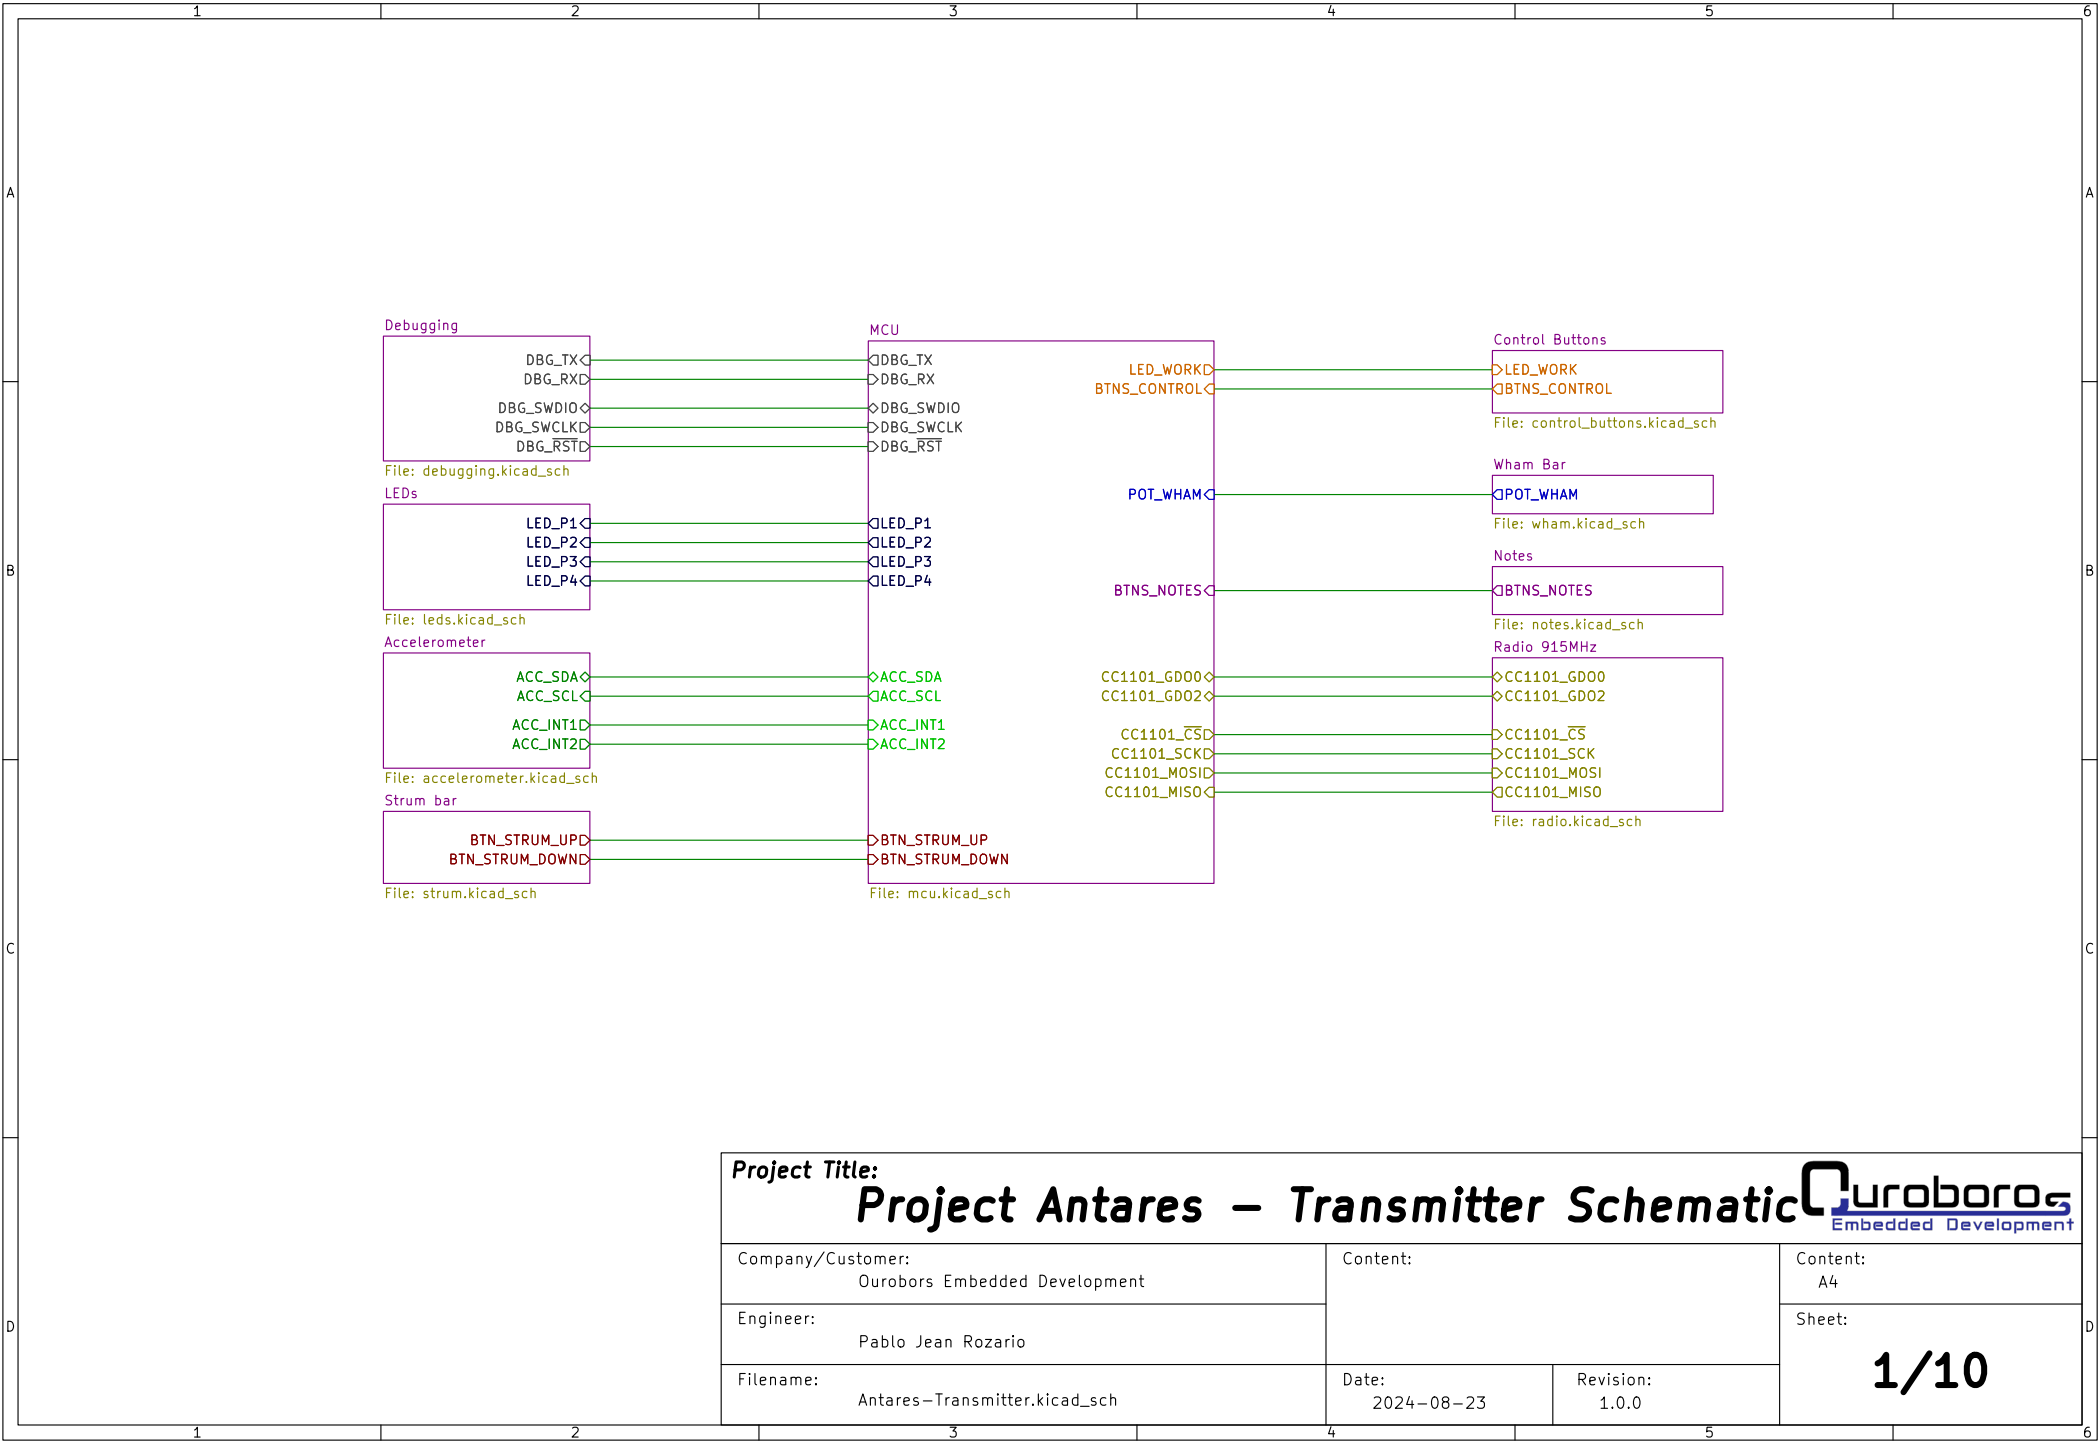 1 2 3 4 5 6
A A
B B
C C
D D
Debugging
DBG_TX
DBG_RX
DBG_SWDIO
DBG_SWCLK
DBG_RST
File: debugging.kicad_sch
LEDs
LED_P1
LED_P2
LED_P3
LED_P4
File: leds.kicad_sch
Accelerometer
ACC_SDA
ACC_SCL
ACC_INT1
ACC_INT2
File: accelerometer.kicad_sch
Strum bar
BTN_STRUM_UP
BTN_STRUM_DOWN
File: strum.kicad_sch
MCU
DBG_TX
DBG_RX
DBG_SWDIO
DBG_SWCLK
DBG_RST
LED_P1
LED_P2
LED_P3
LED_P4
ACC_SDA
ACC_SCL
ACC_INT1
ACC_INT2
BTN_STRUM_UP
BTN_STRUM_DOWN
LED_WORK
BTNS_CONTROL
POT_WHAM
BTNS_NOTES
CC1101_GDO0
CC1101_GDO2
CC1101_CS
CC1101_SCK
CC1101_MOSI
CC1101_MISO
File: mcu.kicad_sch
Control Buttons
LED_WORK
BTNS_CONTROL
File: control_buttons.kicad_sch
Wham Bar
POT_WHAM
File: wham.kicad_sch
Notes
BTNS_NOTES
File: notes.kicad_sch
Radio 915MHz
CC1101_GDO0
CC1101_GDO2
CC1101_CS
CC1101_SCK
CC1101_MOSI
CC1101_MISO
File: radio.kicad_sch
Project Title:
Project Antares - Transmitter Schematic
Ouroboros
Embedded Development
Company/Customer:
Ourobors Embedded Development
Content:
Content:
A4
Engineer:
Pablo Jean Rozario
Sheet:
1/10
Filename:
Antares-Transmitter.kicad_sch
Date:
2024-08-23
Revision:
1.0.0
1 2 3 4 5 6